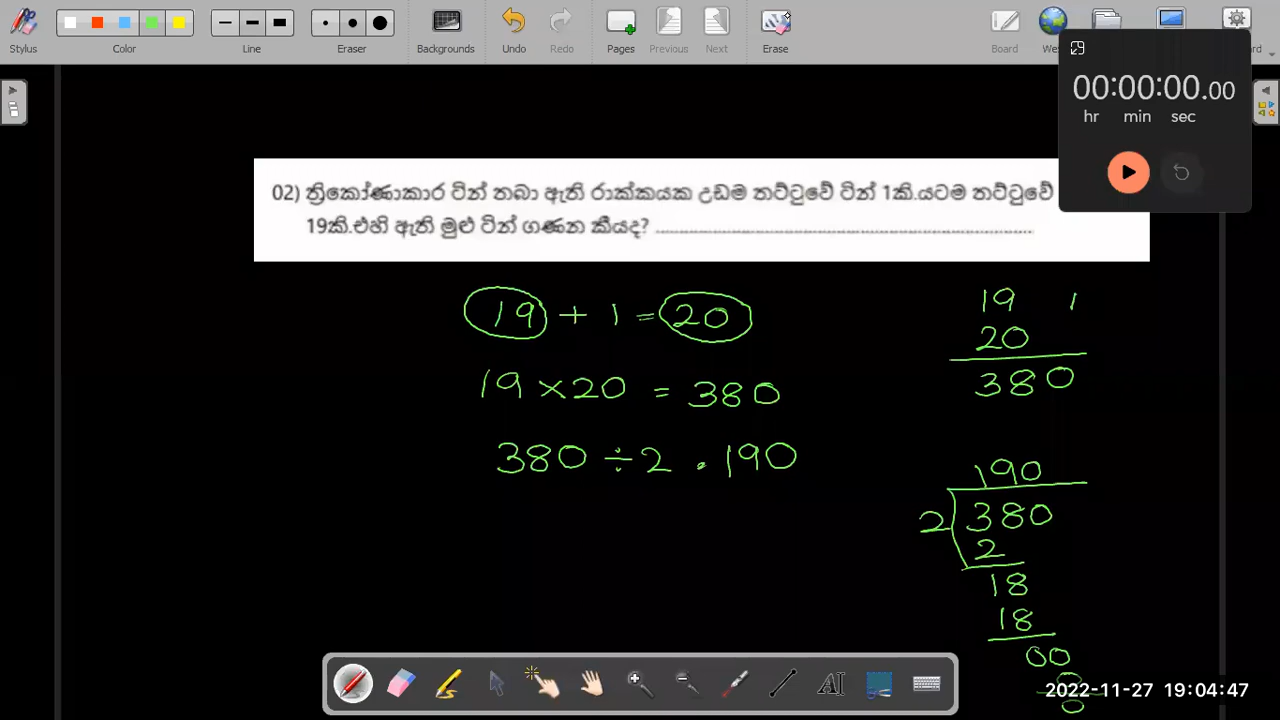 Stylus
Color
Line
Eraser
Backgrounds
Undo
Redo
Pages
Previous
Next
Erase
Board
00:00:00.00
hr min sec
02) ත්‍රිකෝණාකාර ටින් තබා ඇති රාක්කයක උඩම තට්ටුවේ ටින් 1කි.යටම තට්ටුවේ
19කි.එහි ඇති මුළු ටින් ගණන කීයද? ..........
19 + 1 = 20
19 × 20 = 380
380 ÷ 2 . 190
19 1
20
380
190
2 380
2
18
18
00
0
0
2022-11-27 19:04:47